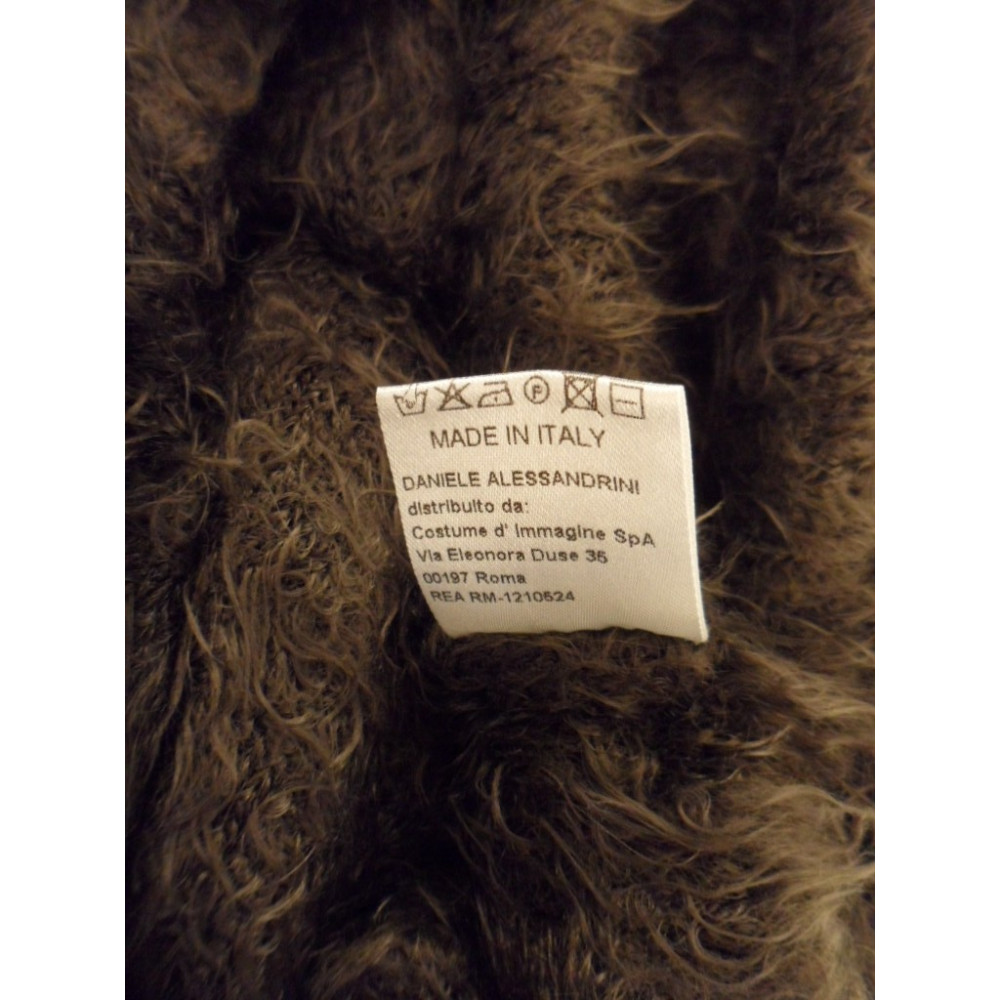 P
MADE IN ITALY
DANIELE ALESSANDRINI
distribuito da:
Costume d' Immagine SpA
Via Eleonora Duse 35
00197 Roma
REA RM-1210524